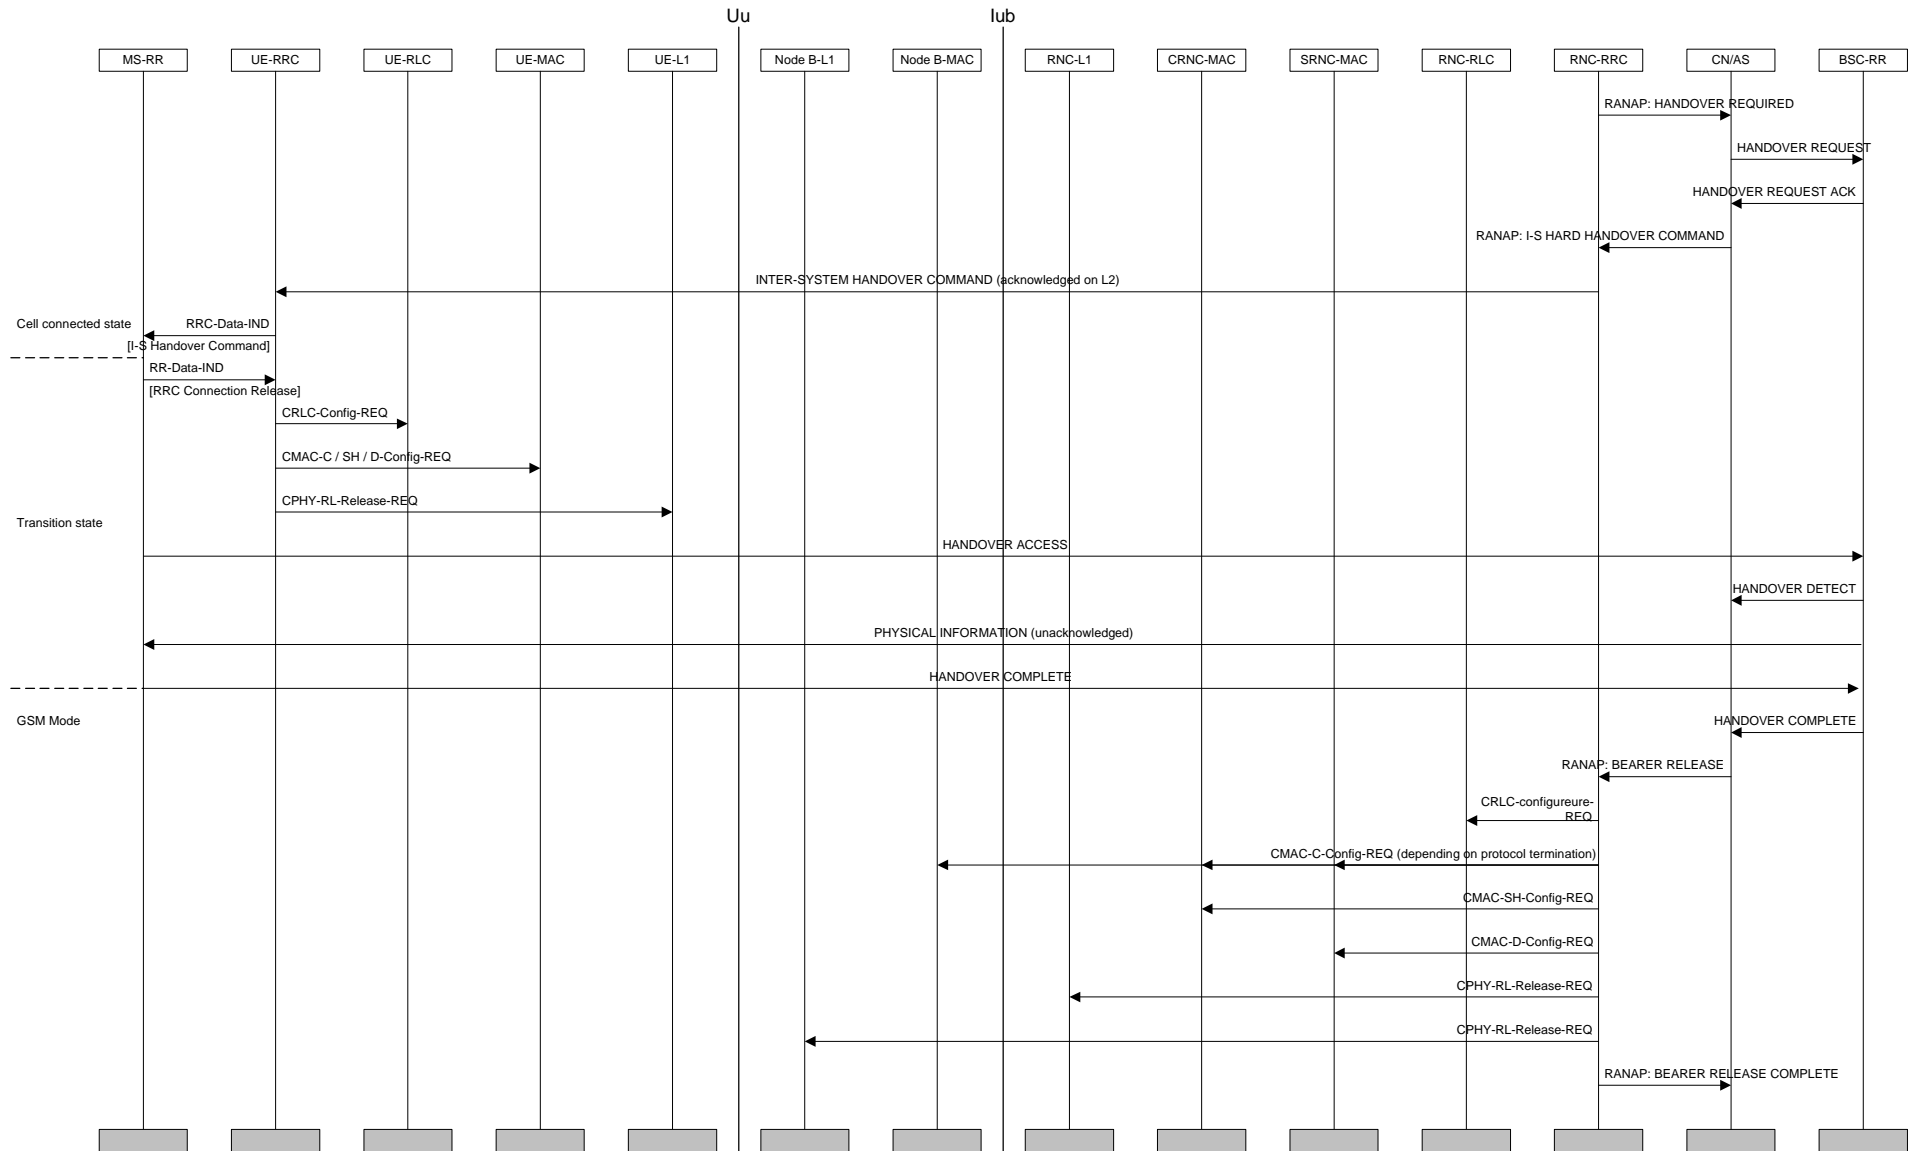 Uu
Iub
MS-RR
UE-RRC
UE-RLC
UE-MAC
UE-L1
Node B-L1
Node B-MAC
RNC-L1
CRNC-MAC
SRNC-MAC
RNC-RLC
RNC-RRC
CN/AS
BSC-RR
RANAP: HANDOVER REQUIRED
HANDOVER REQUEST
HANDOVER REQUEST ACK
RANAP: I-S HARD HANDOVER COMMAND
INTER-SYSTEM HANDOVER COMMAND (acknowledged on L2)
Cell connected state
RRC-Data-IND
[I-S Handover Command]
RR-Data-IND
[RRC Connection Release]
CRLC-Config-REQ
CMAC-C / SH / D-Config-REQ
CPHY-RL-Release-REQ
Transition state
HANDOVER ACCESS
HANDOVER DETECT
PHYSICAL INFORMATION (unacknowledged)
HANDOVER COMPLETE
GSM Mode
HANDOVER COMPLETE
RANAP: BEARER RELEASE
CRLC-configureure-
REQ
CMAC-C-Config-REQ (depending on protocol termination)
CMAC-SH-Config-REQ
CMAC-D-Config-REQ
CPHY-RL-Release-REQ
CPHY-RL-Release-REQ
RANAP: BEARER RELEASE COMPLETE